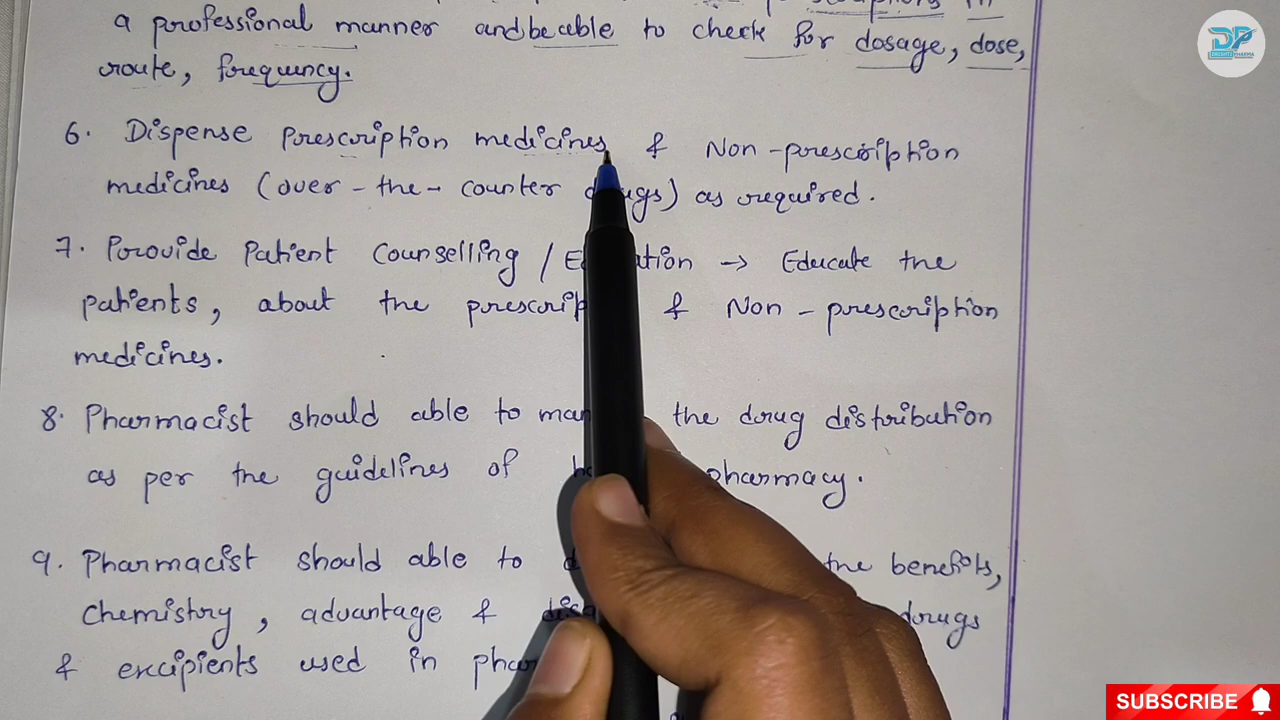 a professional manner and be able to check for dosage, dose,
route, frequency.
6. Dispense prescription medicines & Non-prescription
medicines (over-the-counter drugs) as required.
7. Provide Patient Counselling / → Educate the
patients, about the & Non-prescription
medicines.
8. Pharmacist should able to the drug distribution
as per the guidelines of pharmacy.
9. Pharmacist should able to the benefits,
chemistry, advantage & drugs
& excipients used in
DP
SUBSCRIBE